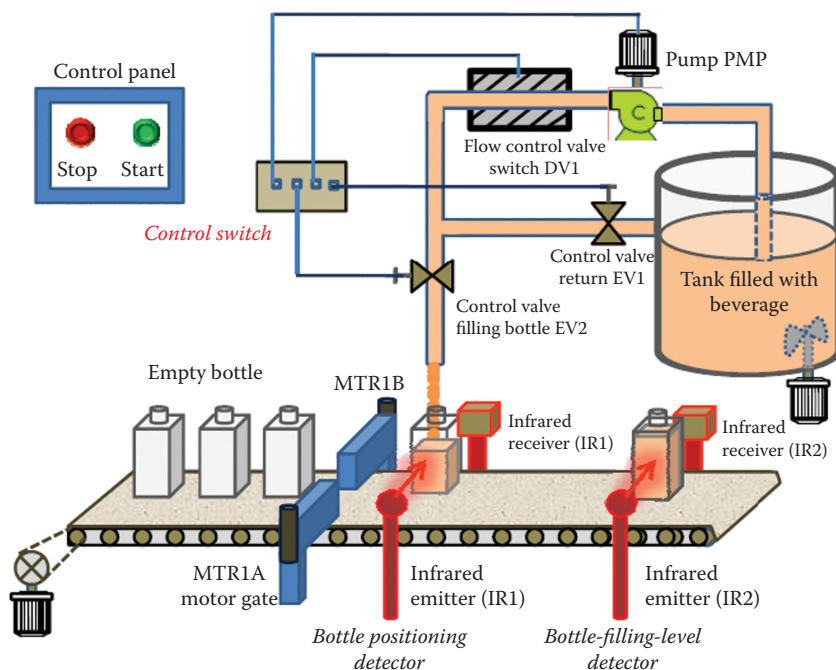 Control panel
Stop
Start
Pump PMP
Flow control valve
switch DV1
Control switch
Control valve
return EV1
Tank filled with
beverage
Control valve
filling bottle EV2
Empty bottle
MTR1B
Infrared
receiver (IR1)
Infrared
receiver (IR2)
MTR1A
motor gate
Infrared
emitter (IR1)
Infrared
emitter (IR2)
Bottle positioning
detector
Bottle-filling-level
detector